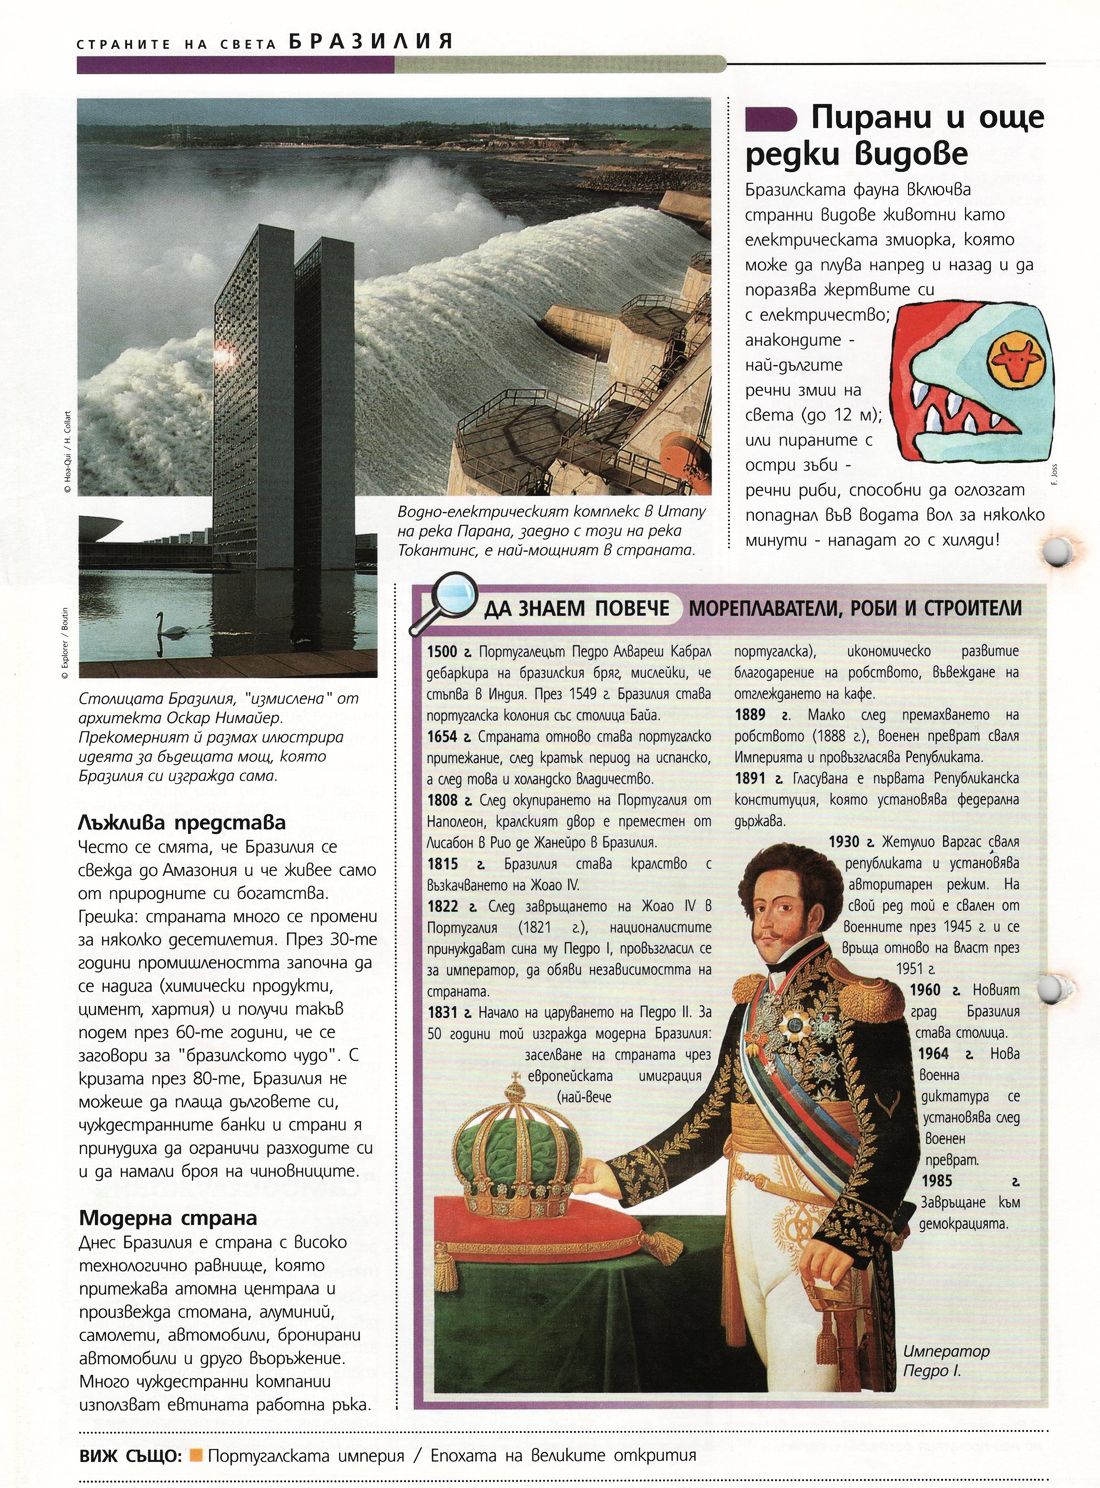 СТРАНИТЕ НА СВЕТА БРАЗИЛИЯ
© Hoa-Qui / H. Collart
© Explorer / Boutin
Водно-електрическият комплекс в Итапу
на река Парана, заедно с този на река
Токантинс, е най-мощният в страната.
Столицата Бразилия, "измислена" от
архитекта Оскар Нимайер.
Прекомерният ѝ размах илюстрира
идеята за бъдещата мощ, която
Бразилия си изгражда сама.
Лъжлива представа
Често се смята, че Бразилия се
свежда до Амазония и че живее само
от природните си богатства.
Грешка: страната много се промени
за няколко десетилетия. През 30-те
години промишлеността започна да
се надига (химически продукти,
цимент, хартия) и получи такъв
подем през 60-те години, че се
заговори за "бразилското чудо". С
кризата през 80-те, Бразилия не
можеше да плаща дълговете си,
чуждестранните банки и страни я
принудиха да ограничи разходите си
и да намали броя на чиновниците.
Модерна страна
Днес Бразилия е страна с високо
технологично равнище, която
притежава атомна централа и
произвежда стомана, алуминий,
самолети, автомобили, бронирани
автомобили и друго въоръжение.
Много чуждестранни компании
използват евтината работна ръка.
Пирани и още
редки видове
Бразилската фауна включва
странни видове животни като
електрическата змиорка, която
може да плува напред и назад и да
поразява жертвите си
с електричество;
анакондите -
най-дългите
речни змии на
света (до 12 м);
или пираните с
остри зъби -
речни риби, способни да оглозгат
попаднал във водата вол за няколко
минути - нападат го с хиляди!
F. Joss
ДА ЗНАЕМ ПОВЕЧЕ МОРЕПЛАВАТЕЛИ, РОБИ И СТРОИТЕЛИ
1500 г. Португалецът Педро Алвареш Кабрал
дебаркира на бразилския бряг, мислейки, че
стъпва в Индия. През 1549 г. Бразилия става
португалска колония със столица Байа.
1654 г. Страната отново става португалско
притежание, след кратък период на испанско,
а след това и холандско владичество.
1808 г. След окупирането на Португалия от
Наполеон, кралският двор е преместен от
Лисабон в Рио де Жанейро в Бразилия.
1815 г. Бразилия става кралство с
възкачването на Жоао IV.
1822 г. След завръщането на Жоао IV в
Португалия (1821 г.), националистите
принуждават сина му Педро I, провъзгласил се
за император, да обяви независимостта на
страната.
1831 г. Начало на царуването на Педро II. За
50 години той изгражда модерна Бразилия:
заселване на страната чрез
европейската имиграция
(най-вече
португалска), икономическо развитие
благодарение на робството, въвеждане на
отглеждането на кафе.
1889 г. Малко след премахването на
робството (1888 г.), военен преврат сваля
Империята и провъзгласява Републиката.
1891 г. Гласувана е първата Републиканска
конституция, която установява федерална
държава.
1930 г. Жетулио Варгас сваля
републиката и установява
авторитарен режим. На
свой ред той е свален от
военните през 1945 г. и се
връща отново на власт през
1951 г.
1960 г. Новият
град Бразилия
става столица.
1964 г. Нова
военна
диктатура се
установява след
военен
преврат.
1985 г.
Завръщане към
демокрацията.
Император
Педро I.
ВИЖ СЪЩО: Португалската империя / Епохата на великите открития